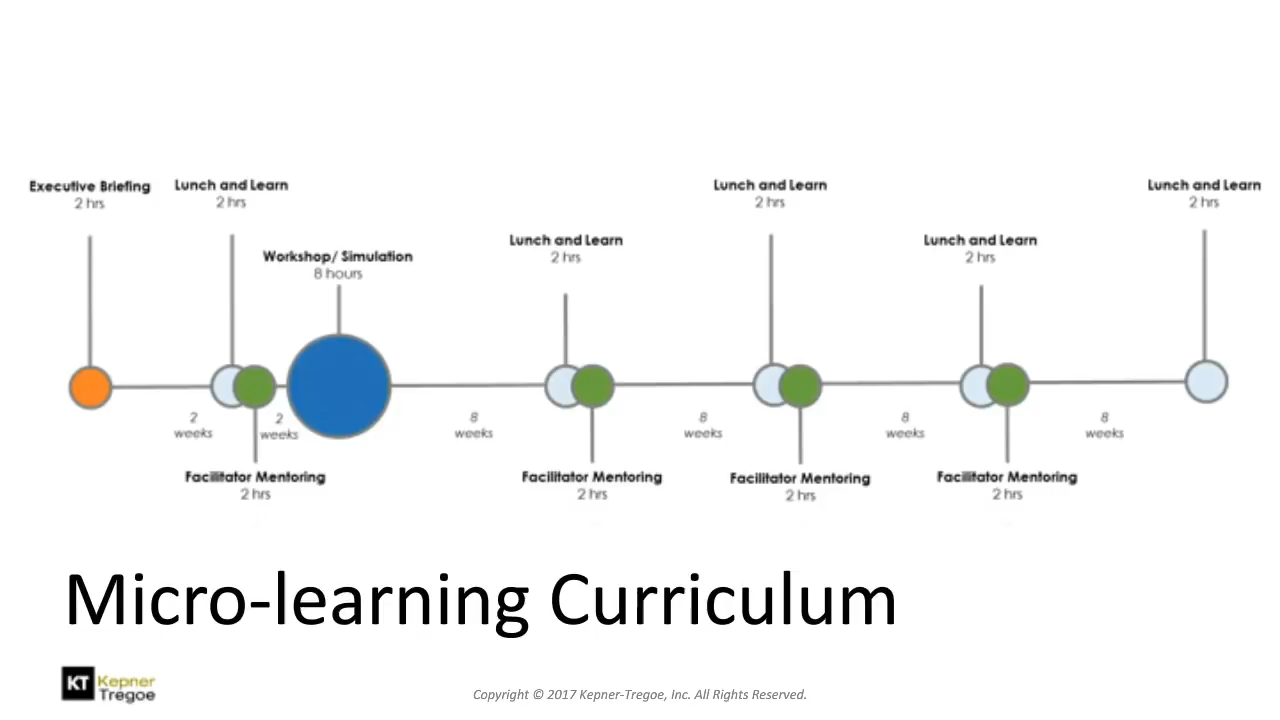 Executive Briefing
2 hrs
Lunch and Learn
2 hrs
Workshop/ Simulation
8 hours
Lunch and Learn
2 hrs
Lunch and Learn
2 hrs
Lunch and Learn
2 hrs
Lunch and Learn
2 hrs
2
weeks
2
weeks
8
weeks
8
weeks
8
weeks
8
weeks
Facilitator Mentoring
2 hrs
Facilitator Mentoring
2 hrs
Facilitator Mentoring
2 hrs
Facilitator Mentoring
2 hrs
Micro-learning Curriculum
KT Kepner
Tregoe
Copyright © 2017 Kepner-Tregoe, Inc. All Rights Reserved.